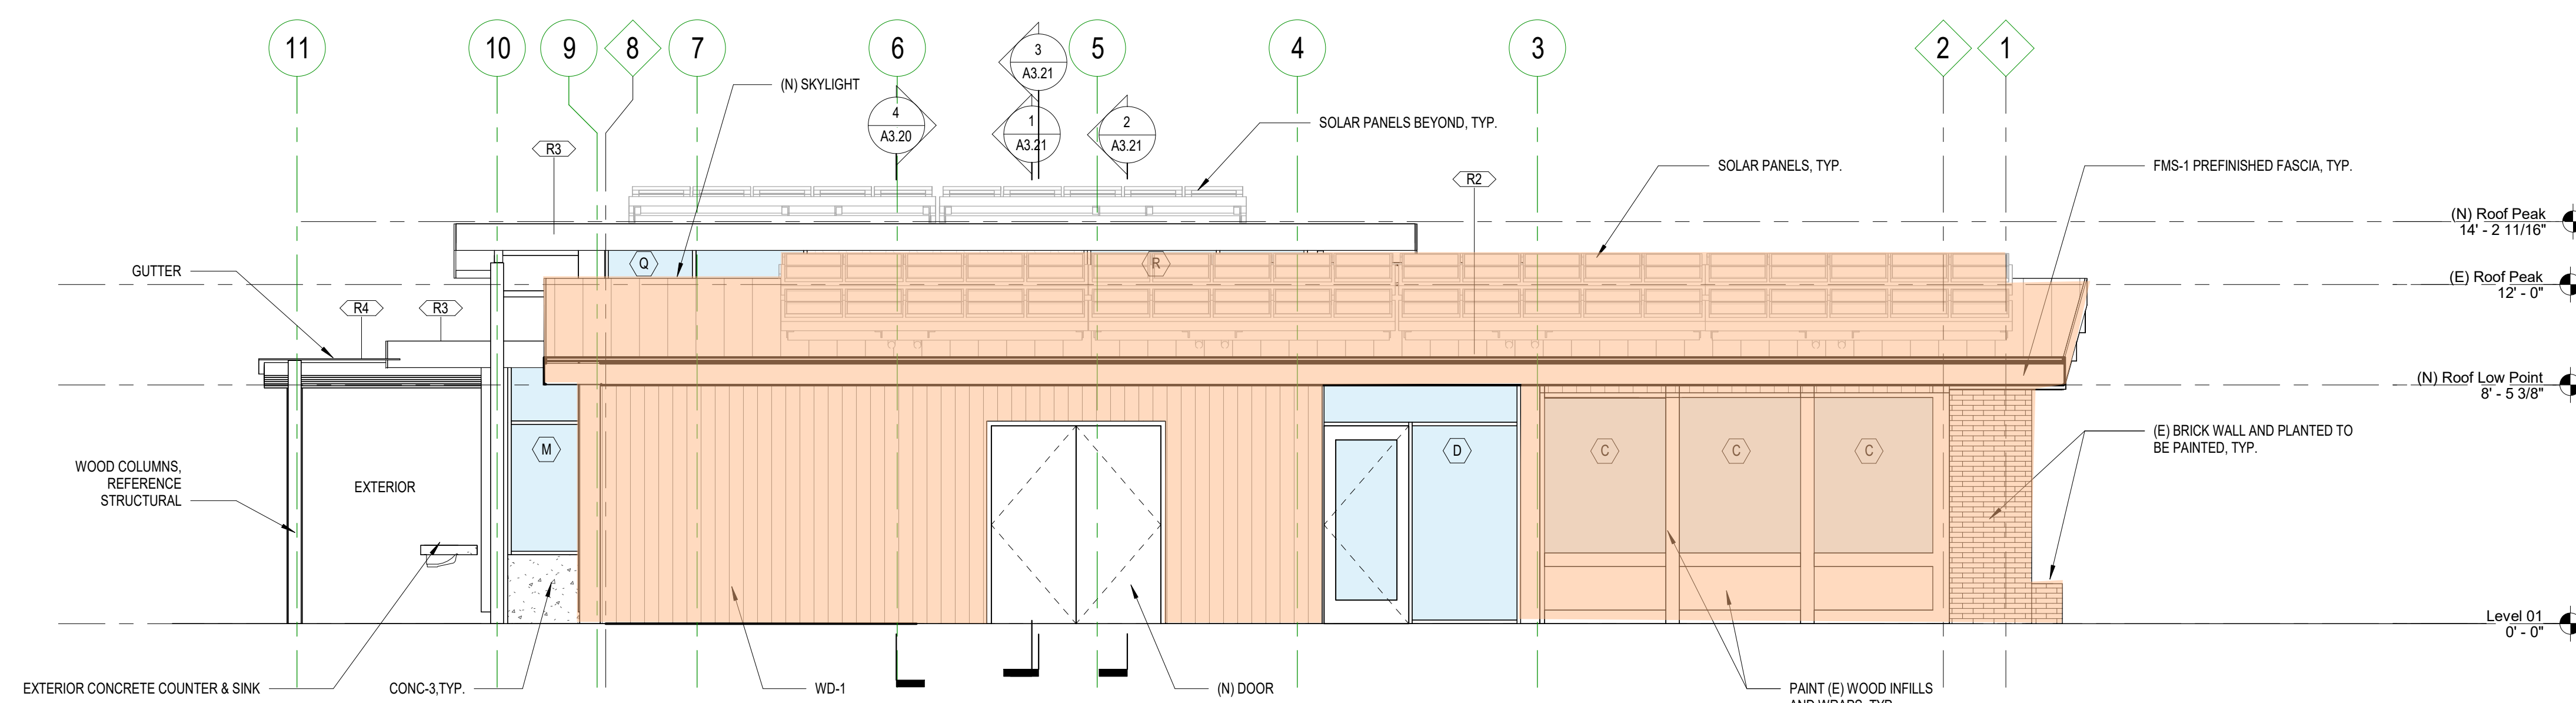 11
10
9
8
7
6
5
4
3
2
1
3
A3.21
4
A3.20
1
A3.21
2
A3.21
(N) SKYLIGHT
SOLAR PANELS BEYOND, TYP.
SOLAR PANELS, TYP.
FMS-1 PREFINISHED FASCIA, TYP.
R3
R2
(N) Roof Peak
14' - 2 11/16"
(E) Roof Peak
12' - 0"
(N) Roof Low Point
8' - 5 3/8"
Level 01
0' - 0"
GUTTER
R4
R3
Q
R
WOOD COLUMNS,
REFERENCE
STRUCTURAL
EXTERIOR
M
D
C
C
C
(E) BRICK WALL AND PLANTED TO
BE PAINTED, TYP.
EXTERIOR CONCRETE COUNTER & SINK
CONC-3,TYP.
WD-1
(N) DOOR
PAINT (E) WOOD INFILLS
AND WRAPS, TYP.